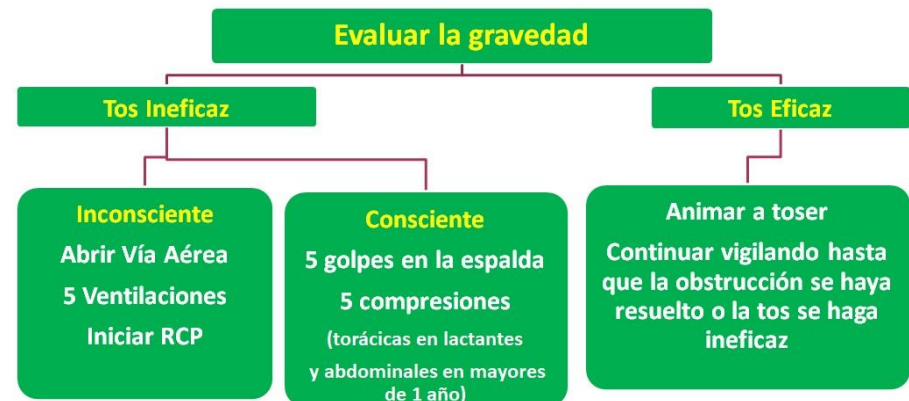 Evaluar la gravedad
Tos Ineficaz
Tos Eficaz
Inconsciente
Abrir Vía Aérea
5 Ventilaciones
Iniciar RCP
Consciente
5 golpes en la espalda
5 compresiones
(torácicas en lactantes
y abdominales en mayores
de 1 año)
Animar a toser
Continuar vigilando hasta
que la obstrucción se haya
resuelto o la tos se haga
ineficaz